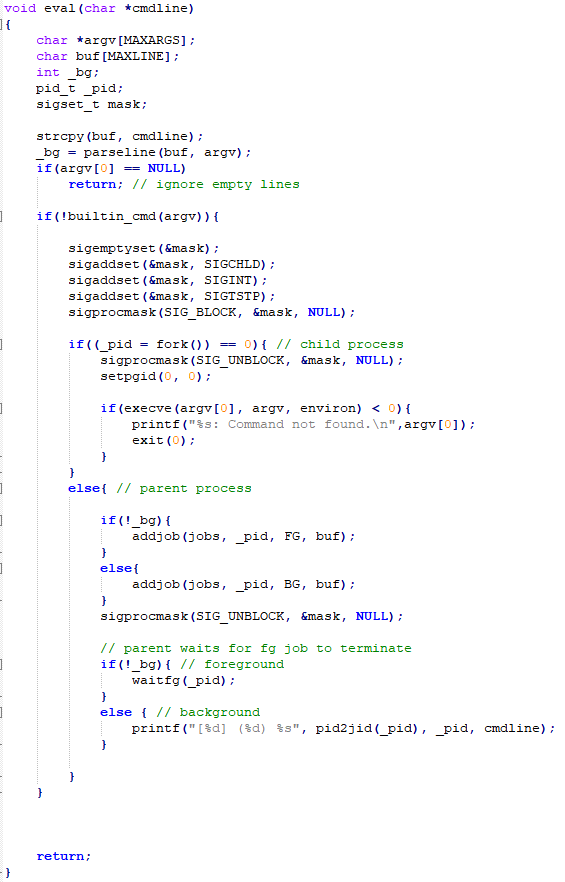 void eval(char *cmdline)
{
    char *argv[MAXARGS];
    char buf[MAXLINE];
    int _bg;
    pid_t _pid;
    sigset_t mask;

    strcpy(buf, cmdline);
    _bg = parseline(buf, argv);
    if(argv[0] == NULL)
        return; // ignore empty lines

    if(!builtin_cmd(argv)){

        sigemptyset(&mask);
        sigaddset(&mask, SIGCHLD);
        sigaddset(&mask, SIGINT);
        sigaddset(&mask, SIGTSTP);
        sigprocmask(SIG_BLOCK, &mask, NULL);

        if((_pid = fork()) == 0){ // child process
            sigprocmask(SIG_UNBLOCK, &mask, NULL);
            setpgid(0, 0);

            if(execve(argv[0], argv, environ) < 0){
                printf("%s: Command not found.\n",argv[0]);
                exit(0);
            }
        }
        else{ // parent process

            if(!_bg){
                addjob(jobs, _pid, FG, buf);
            }
            else{
                addjob(jobs, _pid, BG, buf);
            }
            sigprocmask(SIG_UNBLOCK, &mask, NULL);

            // parent waits for fg job to terminate
            if(!_bg){ // foreground
                waitfg(_pid);
            }
            else { // background
                printf("[%d] (%d) %s", pid2jid(_pid), _pid, cmdline);
            }

        }
    }

    return;
}